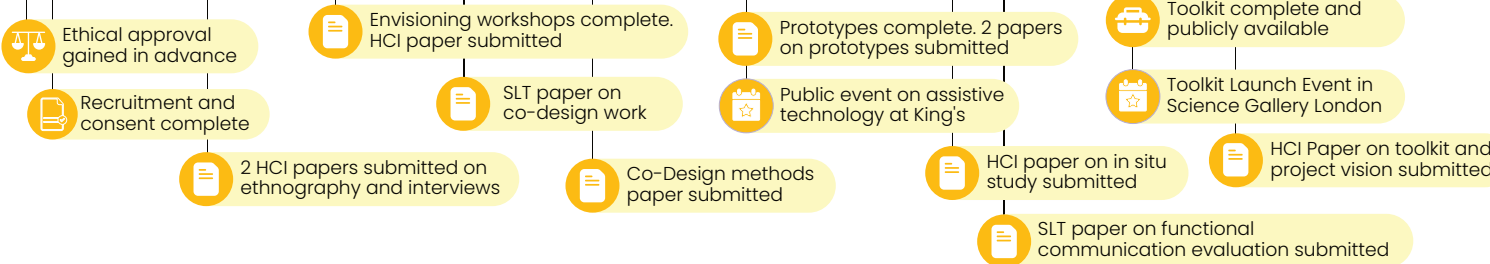 Ethical approval
gained in advance
Recruitment and
consent complete
2 HCI papers submitted on
ethnography and interviews
Envisioning workshops complete.
HCI paper submitted
SLT paper on
co-design work
Co-Design methods
paper submitted
Prototypes complete. 2 papers
on prototypes submitted
Public event on assistive
technology at King's
HCI paper on in situ
study submitted
SLT paper on functional
communication evaluation submitted
Toolkit complete and
publicly available
Toolkit Launch Event in
Science Gallery London
HCI Paper on toolkit and
project vision submitted